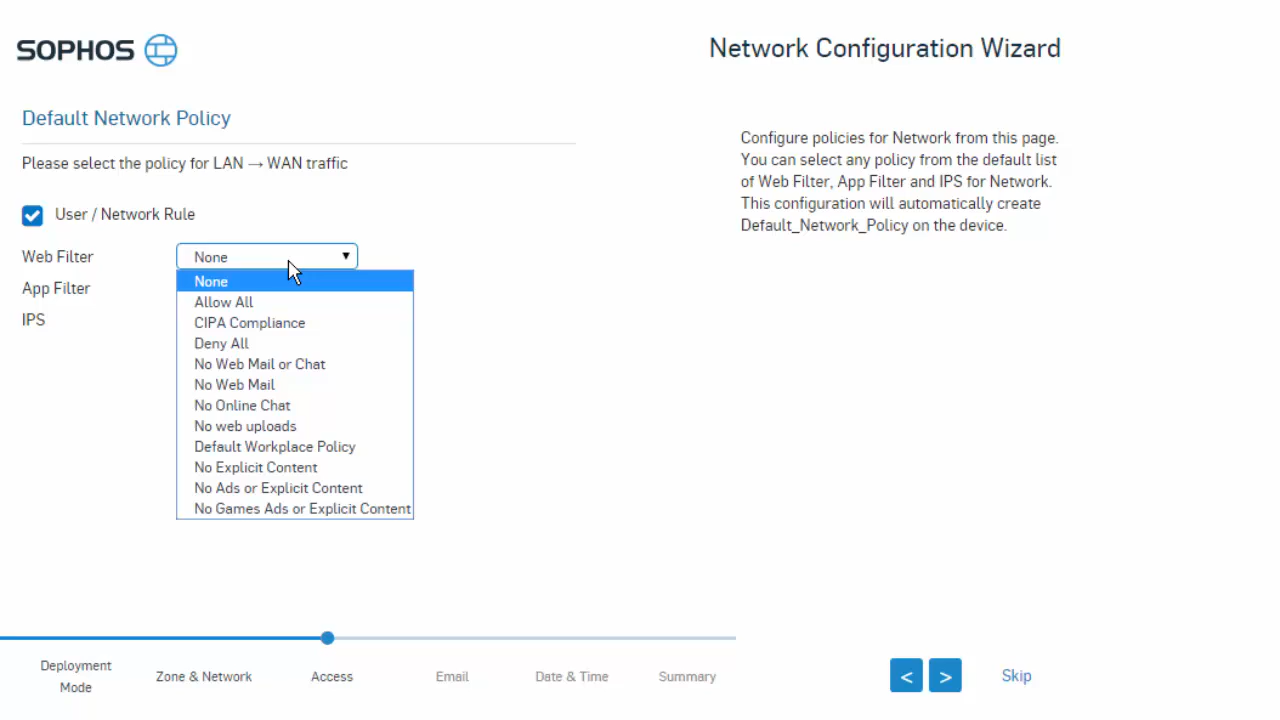 SOPHOS
Network Configuration Wizard
Default Network Policy
Please select the policy for LAN → WAN traffic
User / Network Rule
Web Filter
None
App Filter
IPS
None
Allow All
CIPA Compliance
Deny All
No Web Mail or Chat
No Web Mail
No Online Chat
No web uploads
Default Workplace Policy
No Explicit Content
No Ads or Explicit Content
No Games Ads or Explicit Content
Configure policies for Network from this page.
You can select any policy from the default list
of Web Filter, App Filter and IPS for Network.
This configuration will automatically create
Default_Network_Policy on the device.
Deployment
Mode
Zone & Network
Access
Email
Date & Time
Summary
<
>
Skip